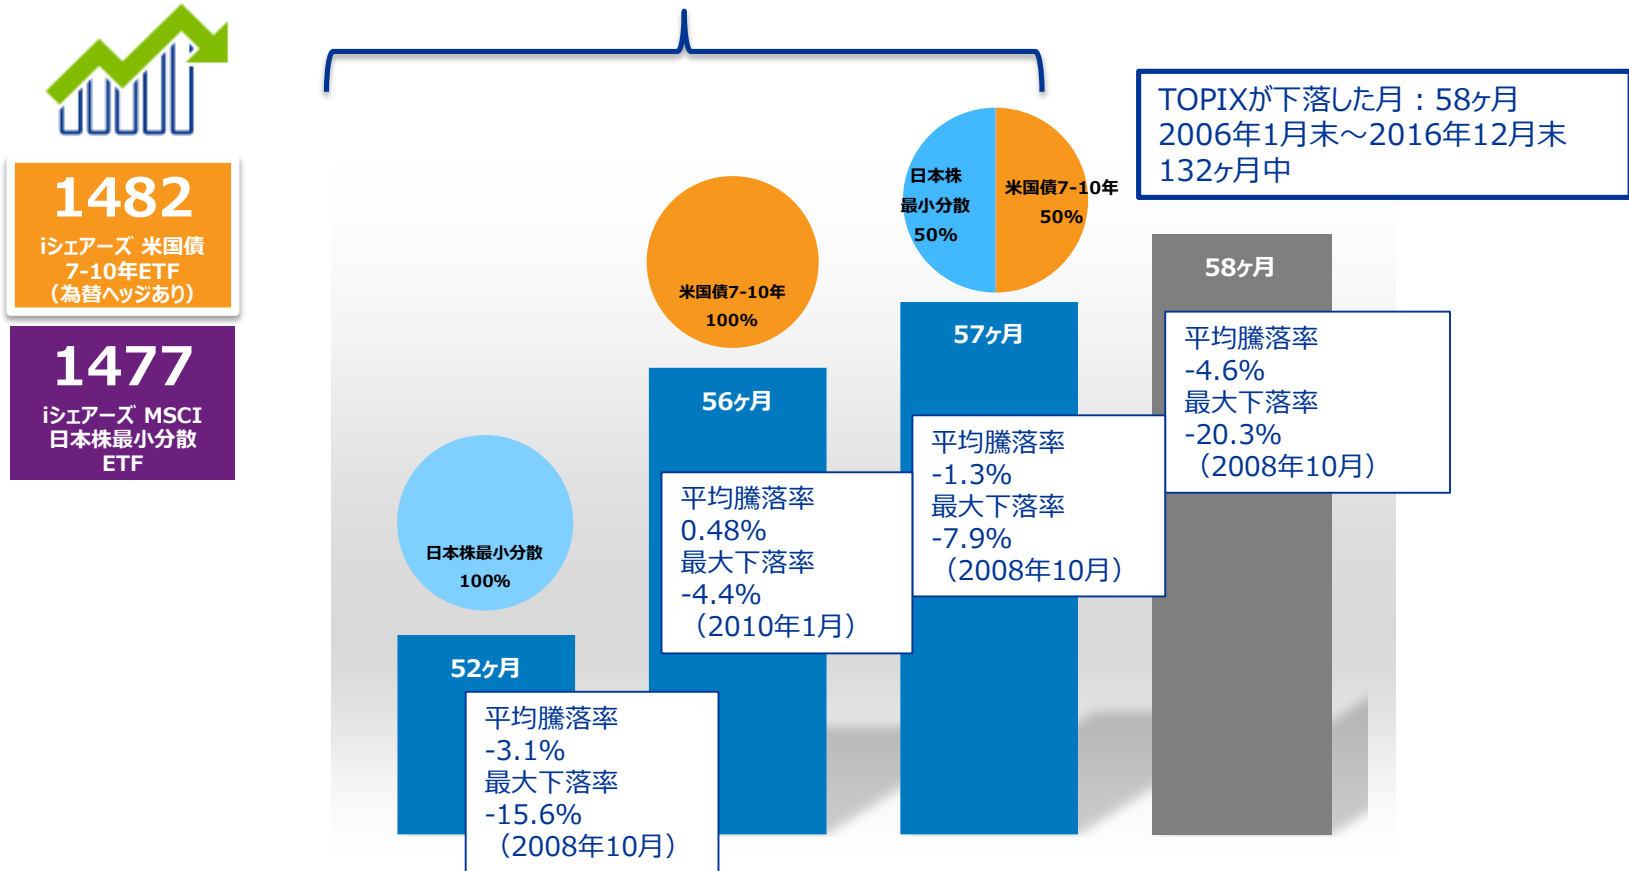 1482
iシェアーズ 米国債
7-10年ETF
（為替ヘッジあり）
1477
iシェアーズ MSCI
日本株最小分散
ETF
TOPIXが下落した月：58ヶ月
2006年1月末～2016年12月末
132ヶ月中
日本株最小分散
100%
52ヶ月
平均騰落率
-3.1%
最大下落率
-15.6%
（2008年10月）
米国債7-10年
100%
56ヶ月
平均騰落率
0.48%
最大下落率
-4.4%
（2010年1月）
日本株
最小分散
50%
米国債7-10年
50%
57ヶ月
平均騰落率
-1.3%
最大下落率
-7.9%
（2008年10月）
58ヶ月
平均騰落率
-4.6%
最大下落率
-20.3%
（2008年10月）